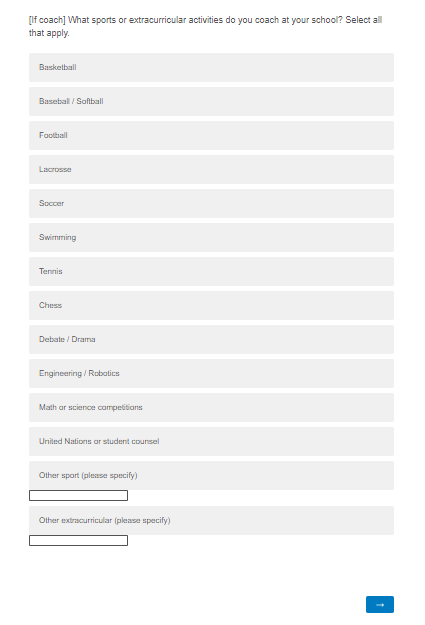 [If coach] What sports or extracurricular activities do you coach at your school? Select all
that apply.
Basketball
Baseball / Softball
Football
Lacrosse
Soccer
Swimming
Tennis
Chess
Debate / Drama
Engineering / Robotics
Math or science competitions
United Nations or student counsel
Other sport (please specify)
Other extracurricular (please specify)
→